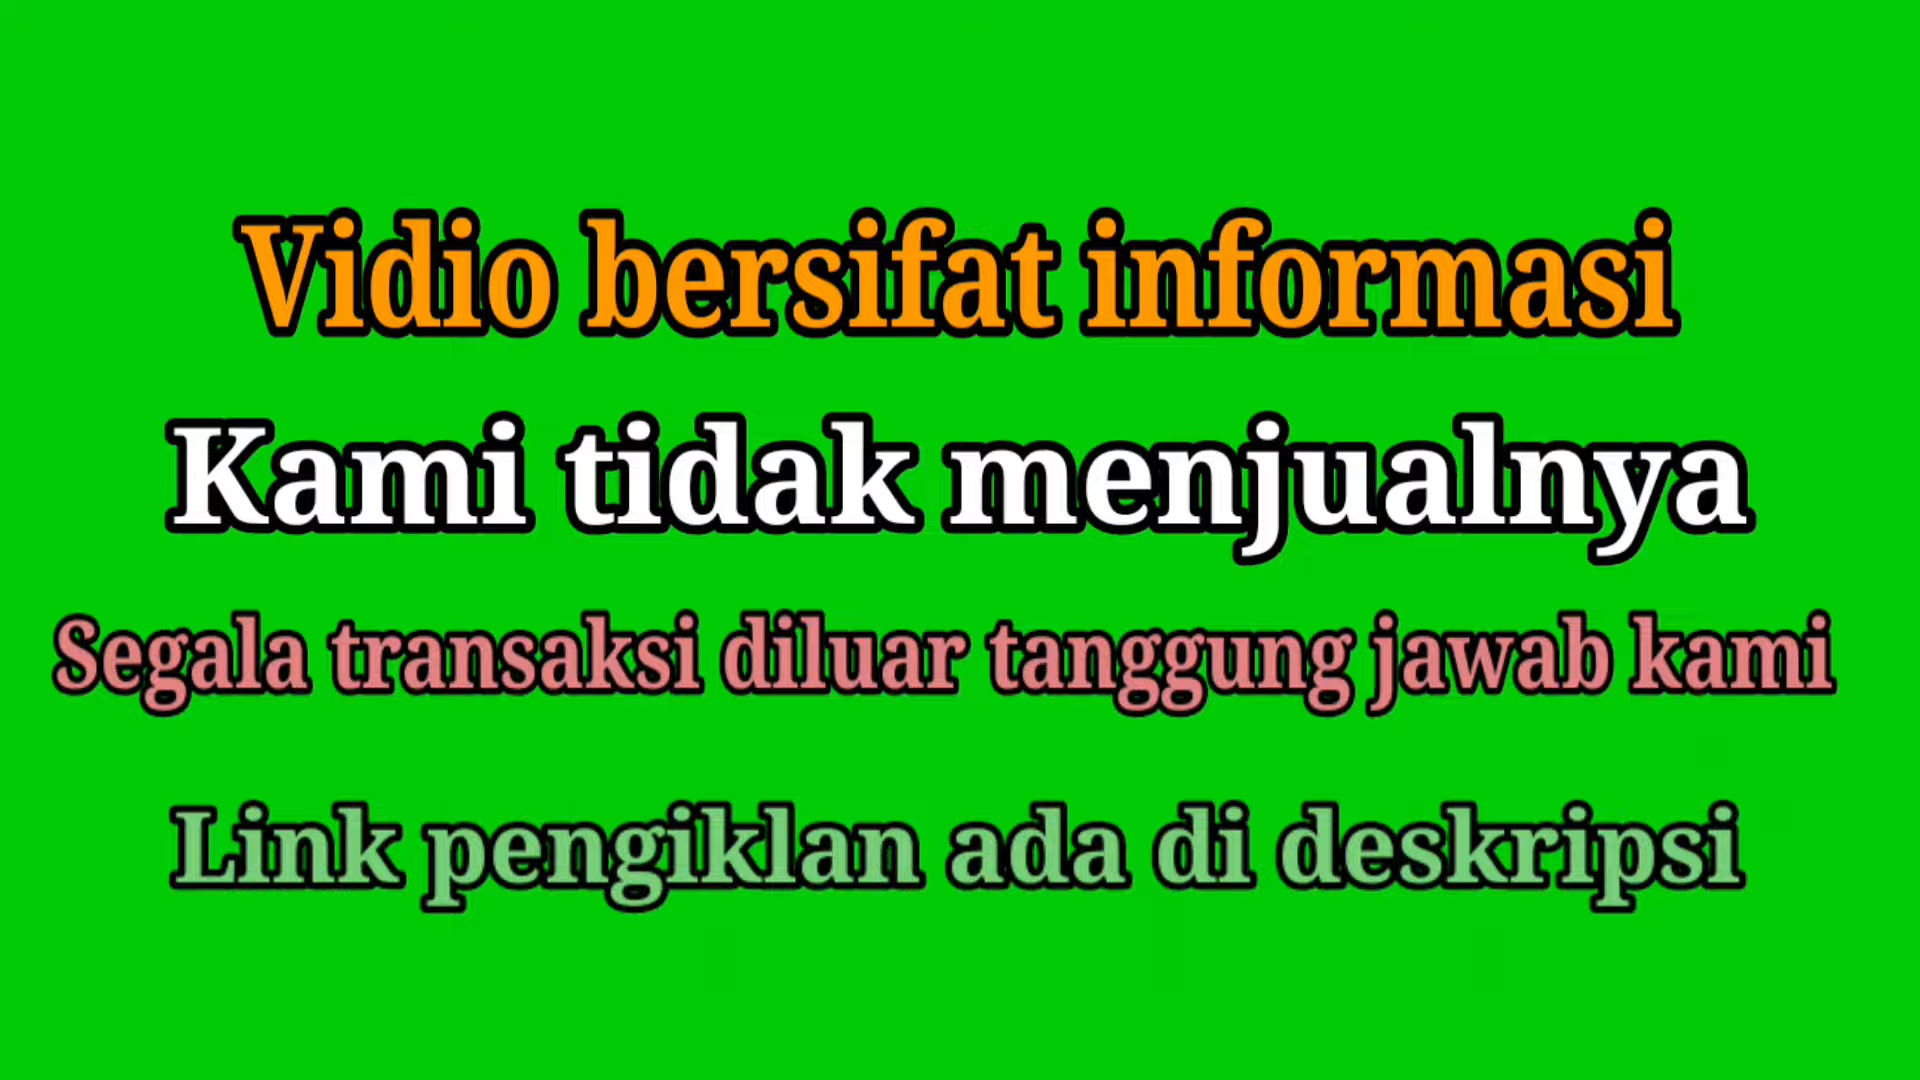 Vidio bersifat informasi
Kami tidak menjualnya
Segala transaksi diluar tanggung jawab kami
Link pengiklan ada di deskripsi